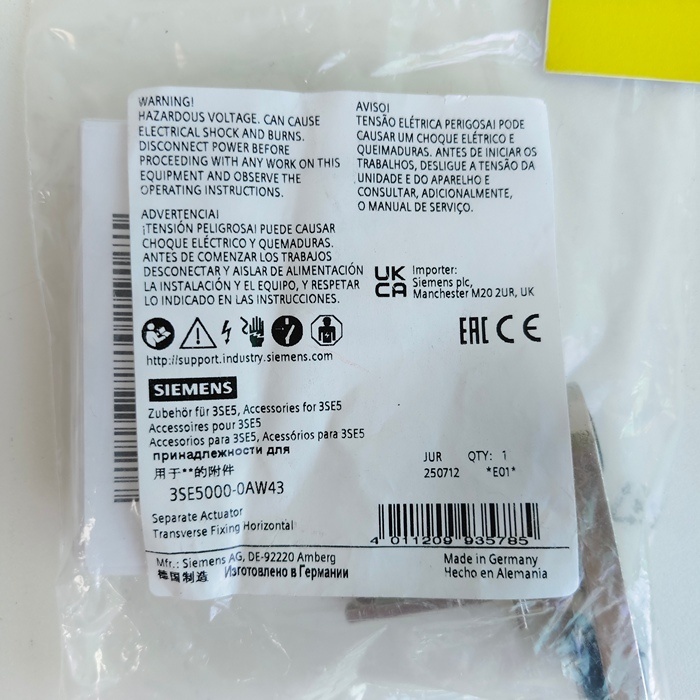 WARNING!
HAZARDOUS VOLTAGE. CAN CAUSE
ELECTRICAL SHOCK AND BURNS.
DISCONNECT POWER BEFORE
PROCEEDING WITH ANY WORK ON THIS
EQUIPMENT AND OBSERVE THE
OPERATING INSTRUCTIONS.
ADVERTENCIA!
¡TENSIÓN PELIGROSA! PUEDE CAUSAR
CHOQUE ELÉCTRICO Y QUEMADURAS.
ANTES DE COMENZAR LOS TRABAJOS
DESCONECTAR Y AISLAR DE ALIMENTACIÓN
LA INSTALACIÓN Y EL EQUIPO, Y RESPETAR
LO INDICADO EN LAS INSTRUCCIONES.
AVISO!
TENSÃO ELÉTRICA PERIGOSA! PODE
CAUSAR UM CHOQUE ELÉTRICO E
QUEIMADURAS. ANTES DE INICIAR OS
TRABALHOS, DESLIGUE A TENSÃO DA
UNIDADE E DO APARELHO E
CONSULTAR, ADICIONALMENTE,
O MANUAL DE SERVIÇO.
UK
CA
Importer:
Siemens plc,
Manchester M20 2UR, UK
EAC CE
http://support.industry.siemens.com
SIEMENS
Zubehör für 3SE5, Accessories for 3SE5
Accessoires pour 3SE5
Accesorios para 3SE5, Acessórios para 3SE5
принадлежности для
用于**的附件
3SE5000-0AW43
JUR QTY: 1
250712 *E01*
Separate Actuator
Transverse Fixing Horizontal
4 011209 935785
Mfr.: Siemens AG, DE-92220 Amberg
德国制造 Изготовлено в Германии
Made in Germany
Hecho en Alemania